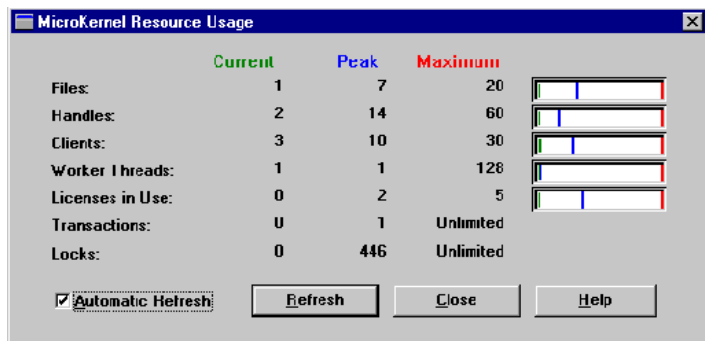 MicroKernel Resource Usage
Current Peak Maximum
Files: 1 7 20
Handles: 2 14 60
Clients: 3 10 30
Worker Threads: 1 1 128
Licenses in Use: 0 2 5
Transactions: 0 1 Unlimited
Locks: 0 446 Unlimited
Automatic Refresh Refresh Close Help